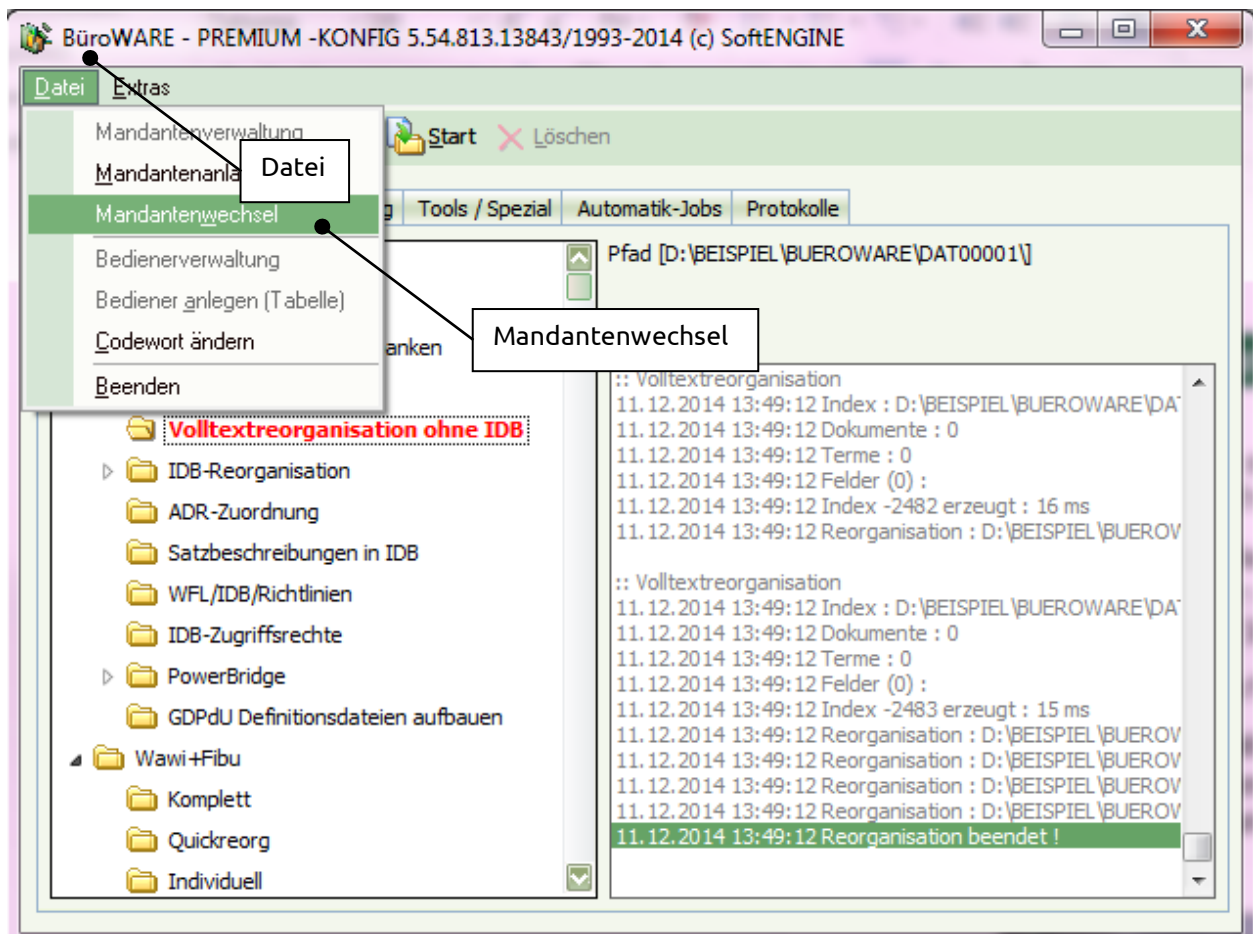 BüroWARE - PREMIUM -KONFIG 5.54.813.13843/1993-2014 (c) SoftENGINE
Datei Extras
Start Löschen
Mandantenverwaltung
Mandantenanla
Mandantenwechsel
Bedienerverwaltung
Bediener anlegen (Tabelle)
Codewort ändern
Beenden
Datei
Mandantenwechsel
g Tools / Spezial Automatik-Jobs Protokolle
anken
Volltextreorganisation ohne IDB
IDB-Reorganisation
ADR-Zuordnung
Satzbeschreibungen in IDB
WFL/IDB/Richtlinien
IDB-Zugriffsrechte
PowerBridge
GDPdU Definitionsdateien aufbauen
Wawi+Fibu
Komplett
Quickreorg
Individuell
Pfad [D:\BEISPIEL\BUEROWARE\DAT00001\]
:: Volltextreorganisation
11.12.2014 13:49:12 Index : D:\BEISPIEL\BUEROWARE\DA
11.12.2014 13:49:12 Dokumente : 0
11.12.2014 13:49:12 Terme : 0
11.12.2014 13:49:12 Felder (0) :
11.12.2014 13:49:12 Index -2482 erzeugt : 16 ms
11.12.2014 13:49:12 Reorganisation : D:\BEISPIEL\BUEROW
:: Volltextreorganisation
11.12.2014 13:49:12 Index : D:\BEISPIEL\BUEROWARE\DA
11.12.2014 13:49:12 Dokumente : 0
11.12.2014 13:49:12 Terme : 0
11.12.2014 13:49:12 Felder (0) :
11.12.2014 13:49:12 Index -2483 erzeugt : 15 ms
11.12.2014 13:49:12 Reorganisation : D:\BEISPIEL\BUEROW
11.12.2014 13:49:12 Reorganisation : D:\BEISPIEL\BUEROW
11.12.2014 13:49:12 Reorganisation : D:\BEISPIEL\BUEROW
11.12.2014 13:49:12 Reorganisation : D:\BEISPIEL\BUEROW
11.12.2014 13:49:12 Reorganisation beendet !